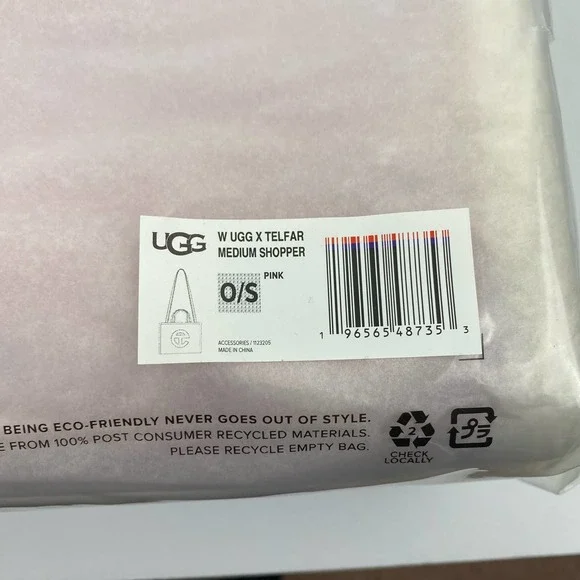 UGG
W UGG X TELFAR
MEDIUM SHOPPER
O/S
PINK
ACCESSORIES / 1123205
MADE IN CHINA
1 96565 48735 3
BEING ECO-FRIENDLY NEVER GOES OUT OF STYLE.
FROM 100% POST CONSUMER RECYCLED MATERIALS.
PLEASE RECYCLE EMPTY BAG.
2
CHECK
LOCALLY